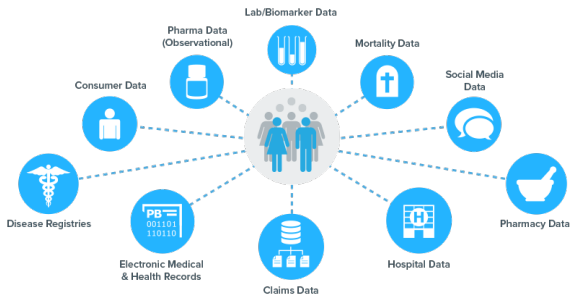 Lab/Biomarker Data
Pharma Data
(Observational)
Mortality Data
Consumer Data
Social Media
Data
Disease Registries
PB
001101
110110
H
Pharmacy Data
Electronic Medical
& Health Records
Hospital Data
Claims Data